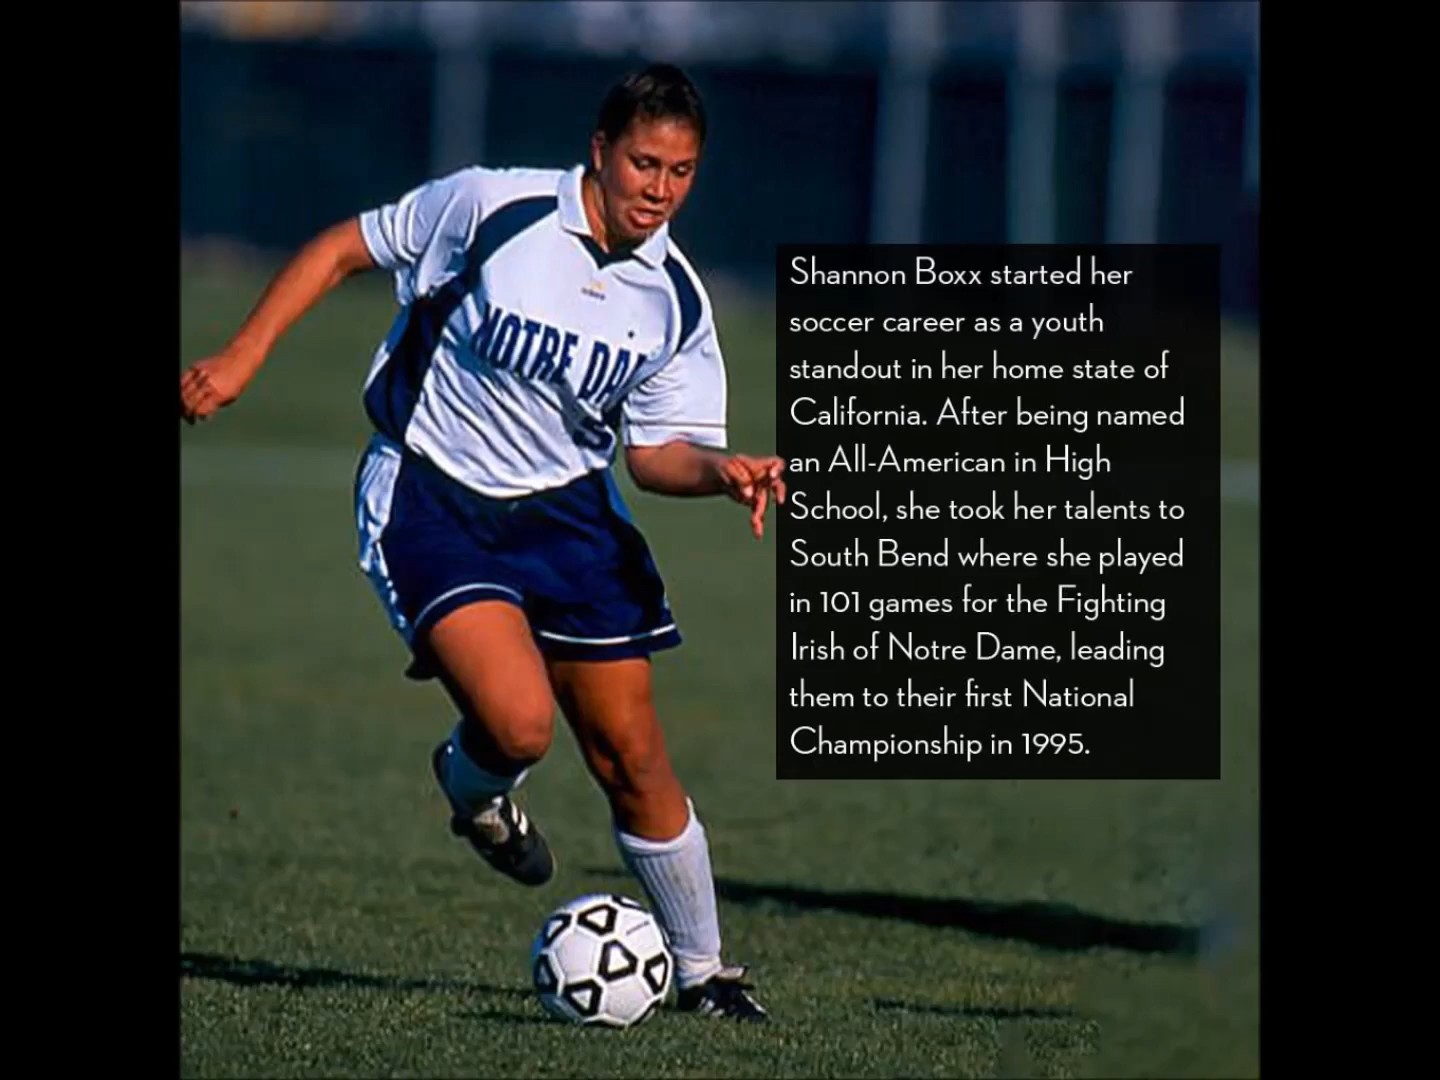 NOTRE DA
Shannon Boxx started her
soccer career as a youth
standout in her home state of
California. After being named
an All-American in High
School, she took her talents to
South Bend where she played
in 101 games for the Fighting
Irish of Notre Dame, leading
them to their first National
Championship in 1995.